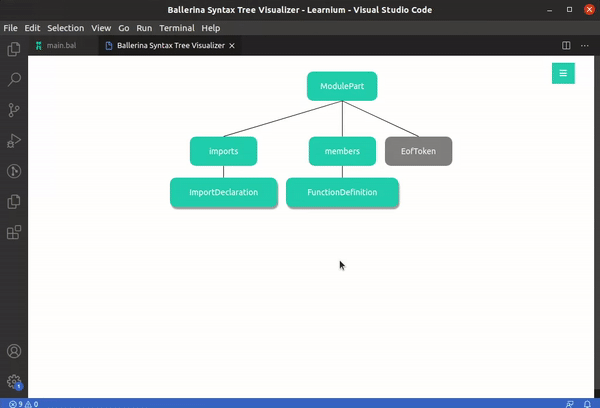 Ballerina Syntax Tree Visualizer - Learnium - Visual Studio Code
File Edit Selection View Go Run Terminal Help
main.bal Ballerina Syntax Tree Visualizer
ModulePart
imports members EofToken
ImportDeclaration FunctionDefinition
1
9 0